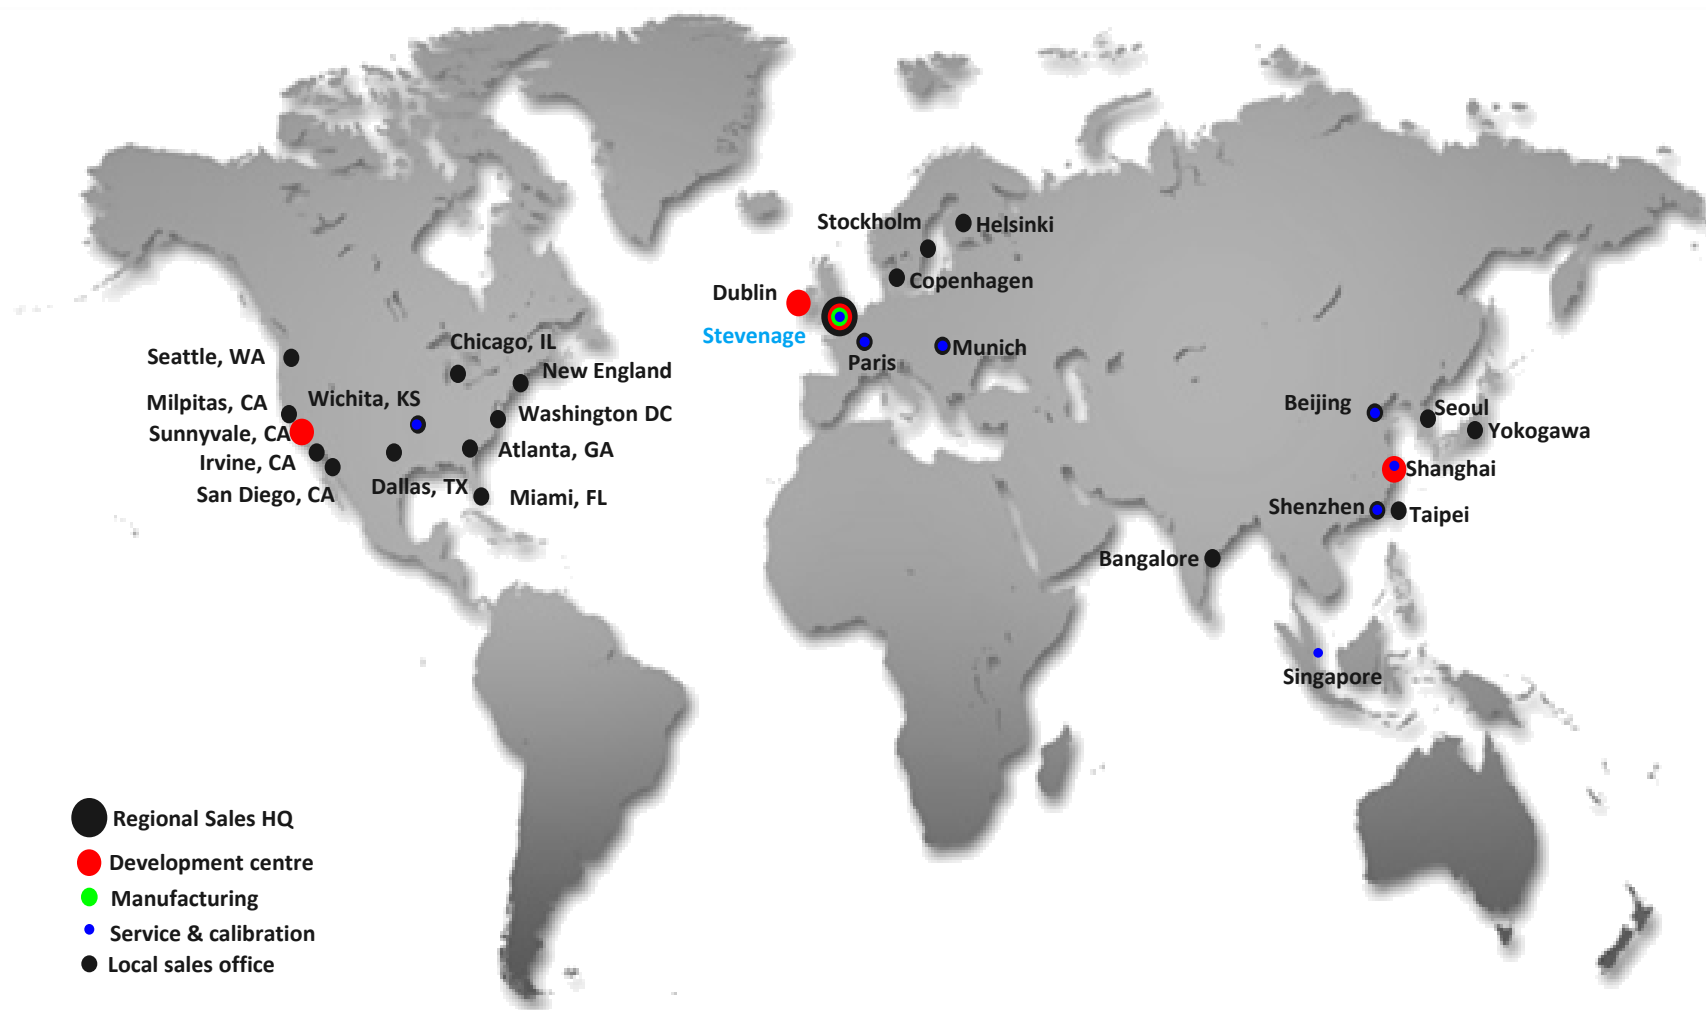 Stockholm
Helsinki
Copenhagen
Dublin
Stevenage
Paris
Munich
Seattle, WA
Chicago, IL
New England
Milpitas, CA
Wichita, KS
Washington DC
Sunnyvale, CA
Irvine, CA
Atlanta, GA
San Diego, CA
Dallas, TX
Miami, FL
Beijing
Seoul
Yokogawa
Shanghai
Shenzhen
Taipei
Bangalore
Singapore
Regional Sales HQ
Development centre
Manufacturing
Service & calibration
Local sales office